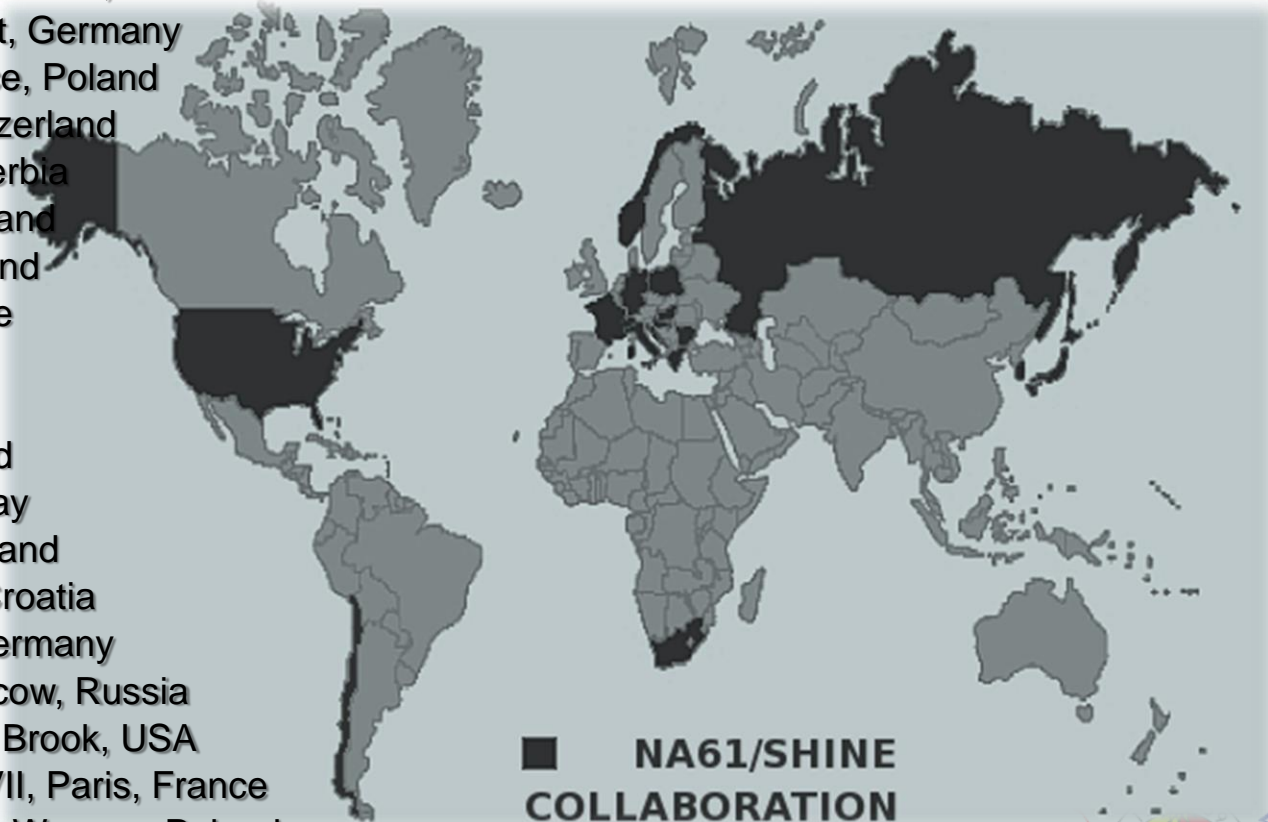 t, Germany
e, Poland
zerland
erbia
and
nd
e
d
ay
and
Croatia
ermany
cow, Russia
Brook, USA
VII, Paris, France
NA61/SHINE
COLLABORATION